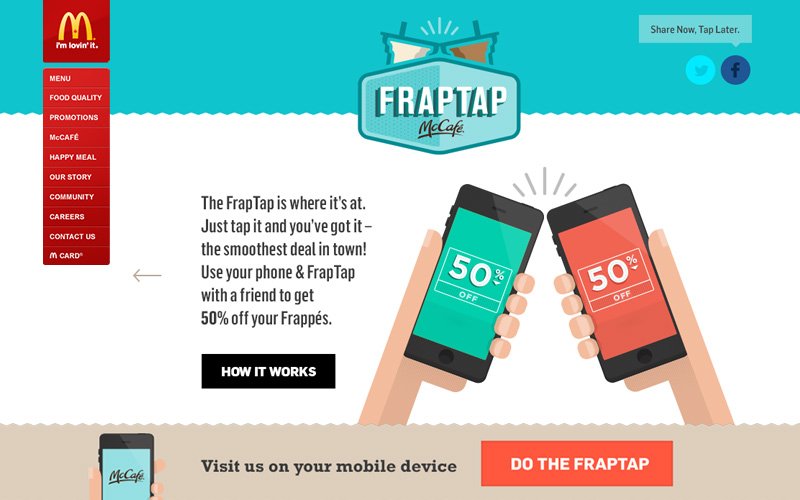 M
i'm lovin' it.
MENU
FOOD QUALITY
PROMOTIONS
McCAFÉ
HAPPY MEAL
OUR STORY
COMMUNITY
CAREERS
CONTACT US
M CARD®
Share Now, Tap Later.
f
FRAPTAP
McCafé
The FrapTap is where it's at.
Just tap it and you've got it –
the smoothest deal in town!
Use your phone & FrapTap
with a friend to get
50% off your Frappés.
HOW IT WORKS
50%
OFF
50%
OFF
McCafé
Visit us on your mobile device
DO THE FRAPTAP